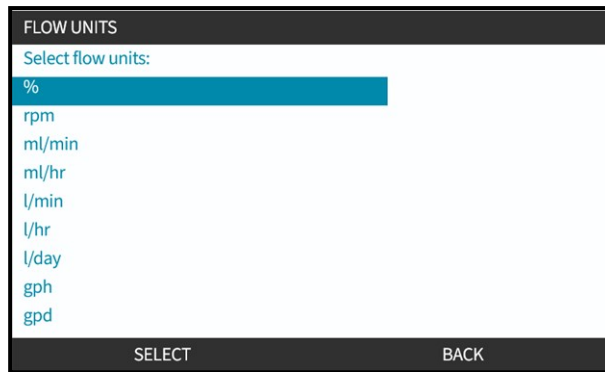 FLOW UNITS
Select flow units:
%
rpm
ml/min
ml/hr
l/min
l/hr
l/day
gph
gpd
SELECT BACK